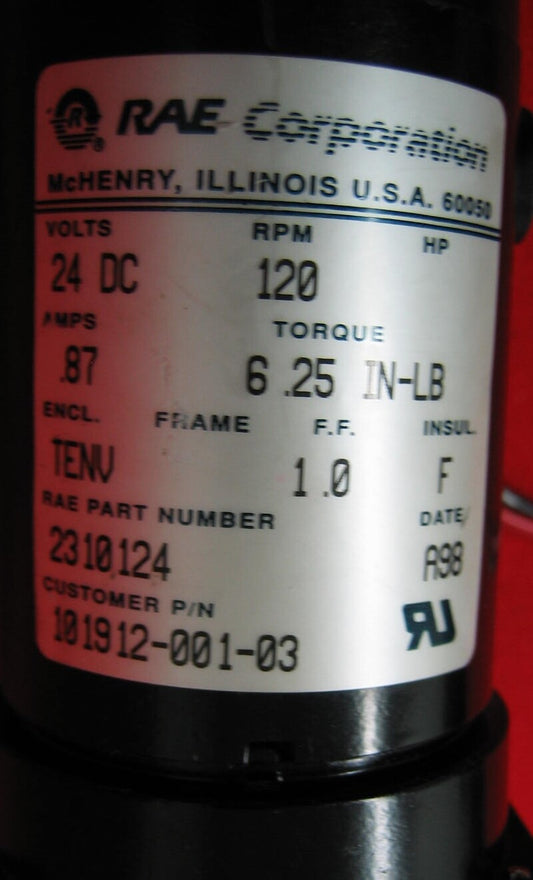 R ® RAE Corporation
McHENRY, ILLINOIS U.S.A. 60050
VOLTS RPM HP
24 DC 120
AMPS TORQUE
.87 6.25 IN-LB
ENCL. FRAME F.F. INSUL.
TENV 1.0 F
RAE PART NUMBER DATE
2310124 A98
CUSTOMER P/N
101912-001-03 RU